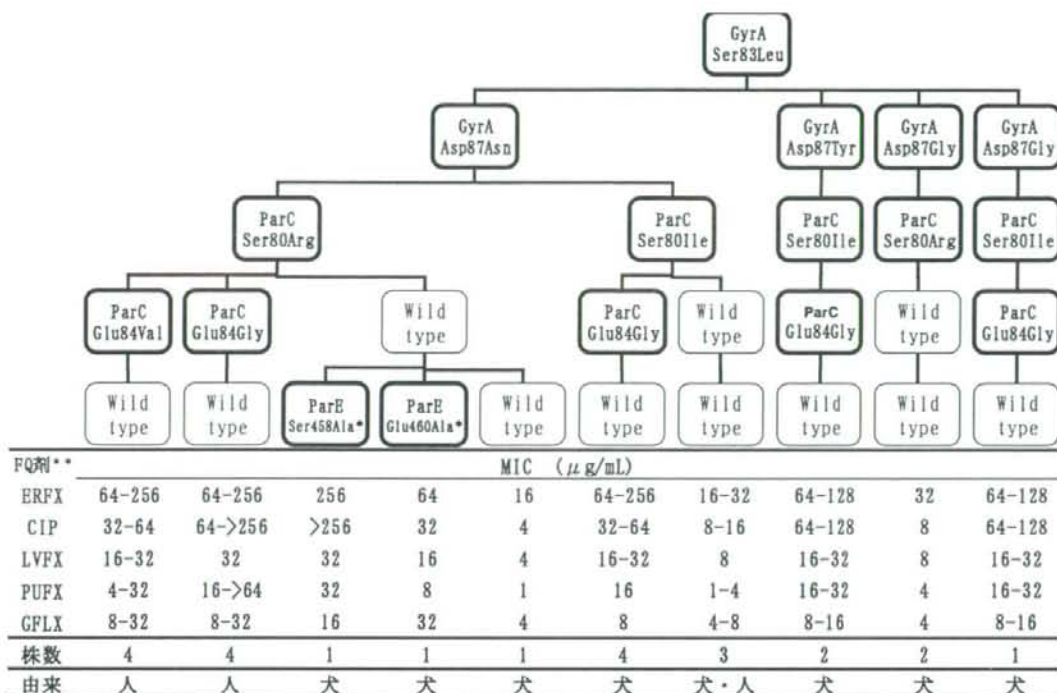 GyrA
Ser83Leu
GyrA
Asp87Asn
GyrA
Asp87Tyr
GyrA
Asp87Gly
GyrA
Asp87Gly
ParC
Ser80Arg
ParC
Ser80Ile
ParC
Ser80Ile
ParC
Ser80Arg
ParC
Ser80Ile
ParC
Glu84Val
ParC
Glu84Gly
Wild
type
ParC
Glu84Gly
Wild
type
ParC
Glu84Gly
Wild
type
ParC
Glu84Gly
Wild
type
Wild
type
ParE
Ser458Ala*
ParE
Glu460Ala*
Wild
type
Wild
type
Wild
type
Wild
type
Wild
type
Wild
type
FQ剤** MIC (μg/mL)
ERFX 64-256 64-256 256 64 16 64-256 16-32 64-128 32 64-128
CIP 32-64 64->256 >256 32 4 32-64 8-16 64-128 8 64-128
LVFX 16-32 32 32 16 4 16-32 8 16-32 8 16-32
PUFX 4-32 16->64 32 8 1 16 1-4 16-32 4 16-32
GFLX 8-32 8-32 16 32 4 8 4-8 8-16 4 8-16
株数 4 4 1 1 1 4 3 2 2 1
由来 人 人 犬 犬 犬 犬 犬・人 犬 犬 犬